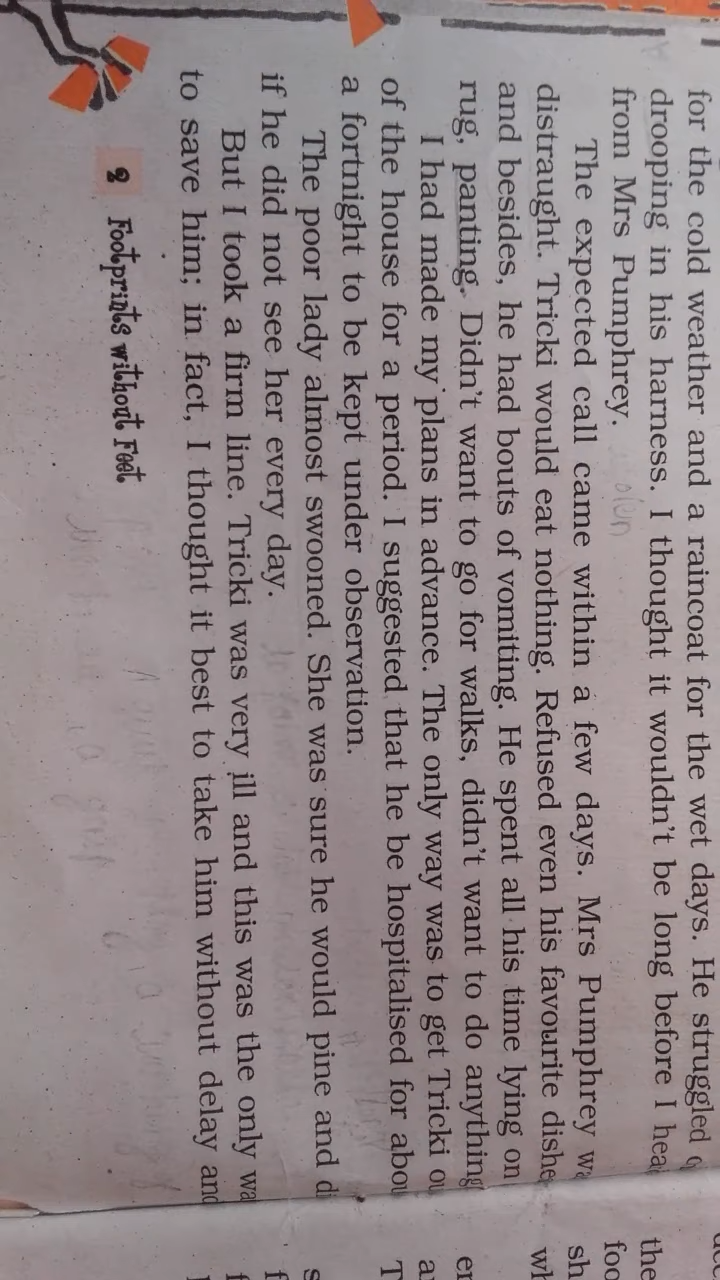 for the cold weather and a raincoat for the wet days. He struggled
drooping in his harness. I thought it wouldn't be long before I
from Mrs Pumphrey.
The expected call came within a few days. Mrs Pumphrey
distraught. Tricki would eat nothing. Refused even his favourite
and besides, he had bouts of vomiting. He spent all his time lying on
rug, panting. Didn't want to go for walks, didn't want to do anything
I had made my plans in advance. The only way was to get Tricki
of the house for a period. I suggested that he be hospitalised for
a fortnight to be kept under observation.
The poor lady almost swooned. She was sure he would pine and
if he did not see her every day.
But I took a firm line. Tricki was very ill and this was the only
to save him; in fact, I thought it best to take him without delay and
2 Footprints without Feet